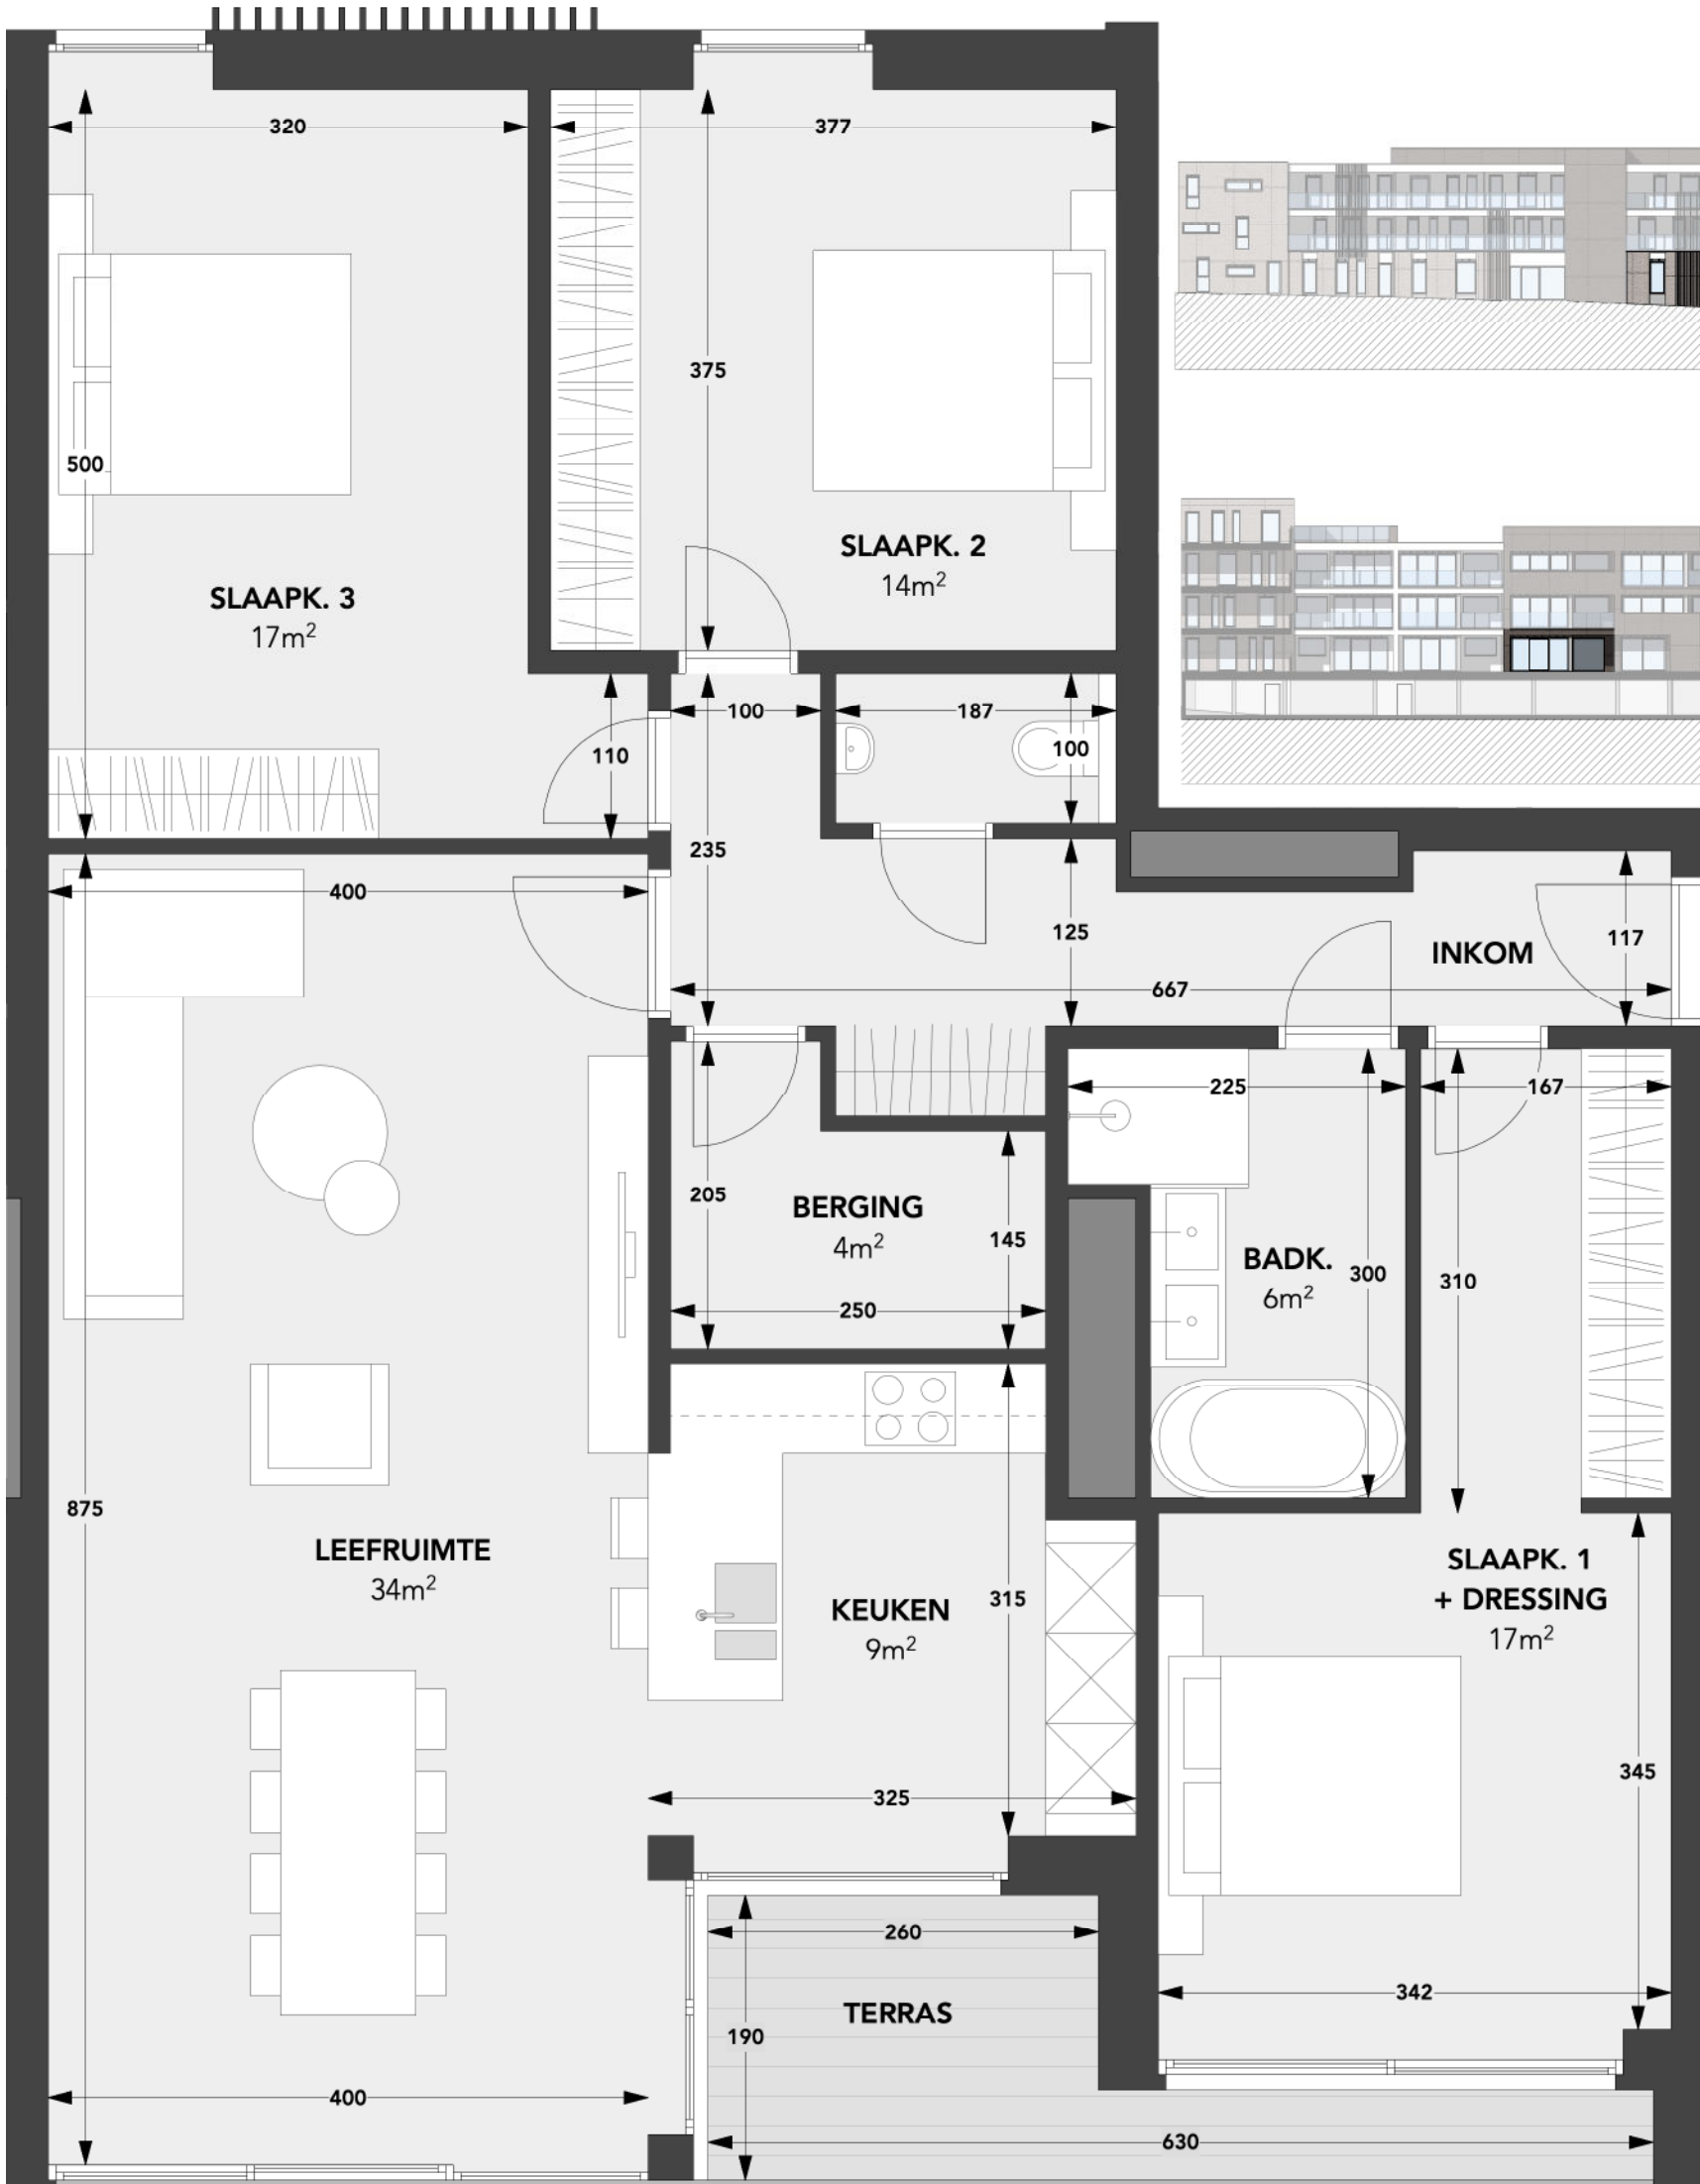 320
377
375
500
SLAAPK. 2
14m²
SLAAPK. 3
17m²
100
187
110
100
235
400
125
INKOM
117
667
225
167
205
BERGING
4m²
145
BADK.
6m²
300
310
250
875
LEEFRUIMTE
34m²
KEUKEN
9m²
315
SLAAPK. 1
+ DRESSING
17m²
325
345
260
342
TERRAS
190
400
630